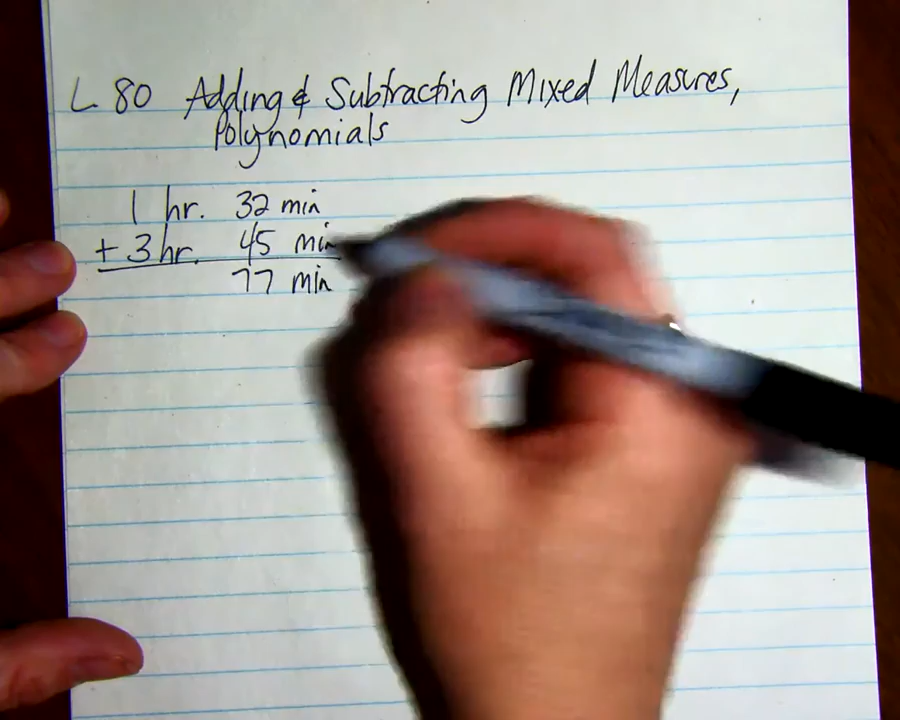 L 80 Adding & Subtracting Mixed Measures,
Polynomials
1 hr. 32 min
+ 3 hr. 45 min
77 min